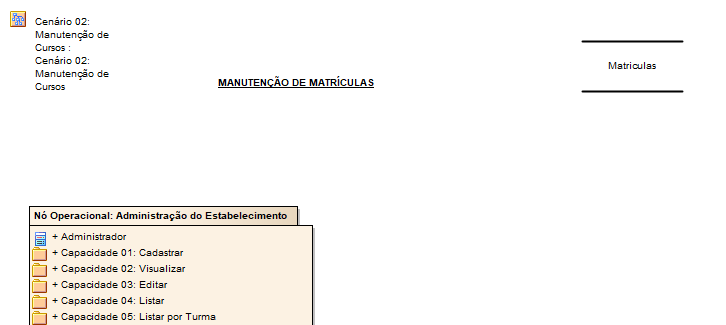 Cenário 02:
Manutenção de
Cursos :
Cenário 02:
Manutenção de
Cursos
MANUTENÇÃO DE MATRÍCULAS
Matriculas
Nó Operacional: Administração do Estabelecimento
+ Administrador
+ Capacidade 01: Cadastrar
+ Capacidade 02: Visualizar
+ Capacidade 03: Editar
+ Capacidade 04: Listar
+ Capacidade 05: Listar por Turma